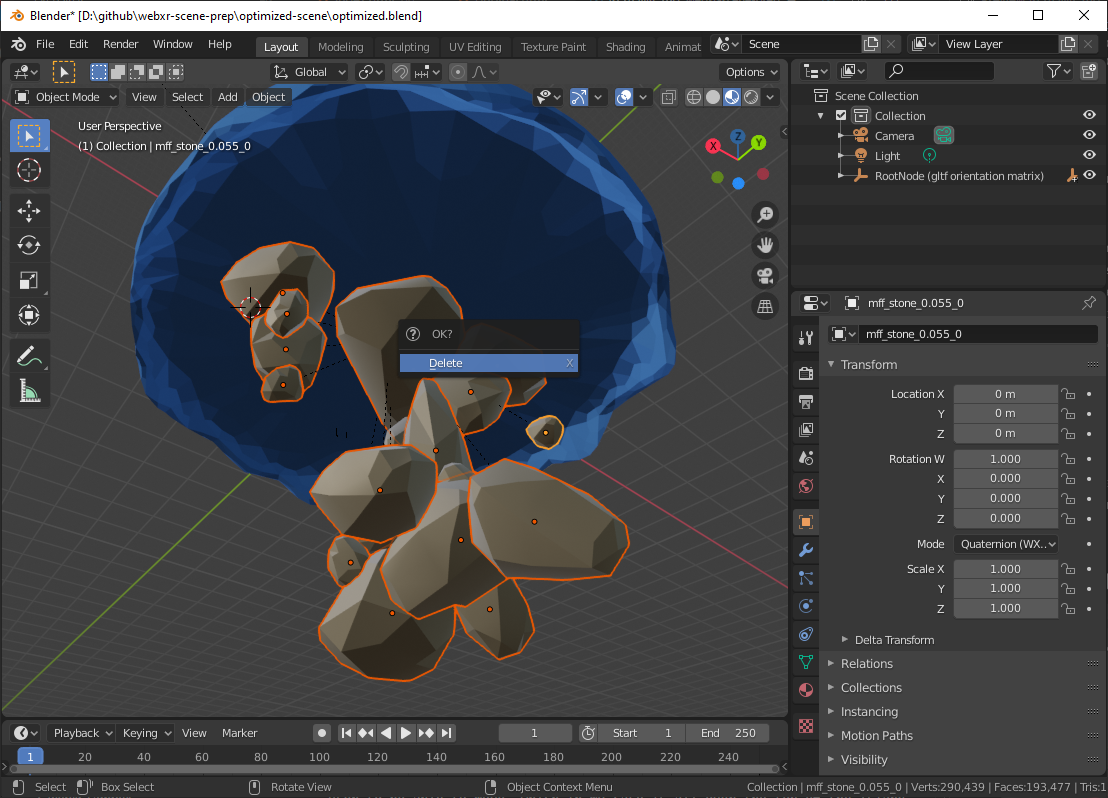 Blender* [D:\github\webxr-scene-prep\optimized-scene\optimized.blend]
File Edit Render Window Help Layout Modeling Sculpting UV Editing Texture Paint Shading Animat Scene View Layer
Global Options
Object Mode View Select Add Object
User Perspective
(1) Collection | mff_stone_0.055_0
X Z Y
OK?
Delete X
Scene Collection
Collection
Camera
Light
RootNode (gltf orientation matrix)
mff_stone_0.055_0
mff_stone_0.055_0
Transform
Location X 0 m
Y 0 m
Z 0 m
Rotation W 1.000
X 0.000
Y 0.000
Z 0.000
Mode Quaternion (WX..
Scale X 1.000
Y 1.000
Z 1.000
Delta Transform
Relations
Collections
Instancing
Motion Paths
Visibility
Playback Keying View Marker 1 Start 1 End 250
1 20 40 60 80 100 120 140 160 180 200 220 240
Select Box Select Rotate View Object Context Menu Collection | mff_stone_0.055_0 | Verts:290,439 | Faces:193,477 | Tris:1